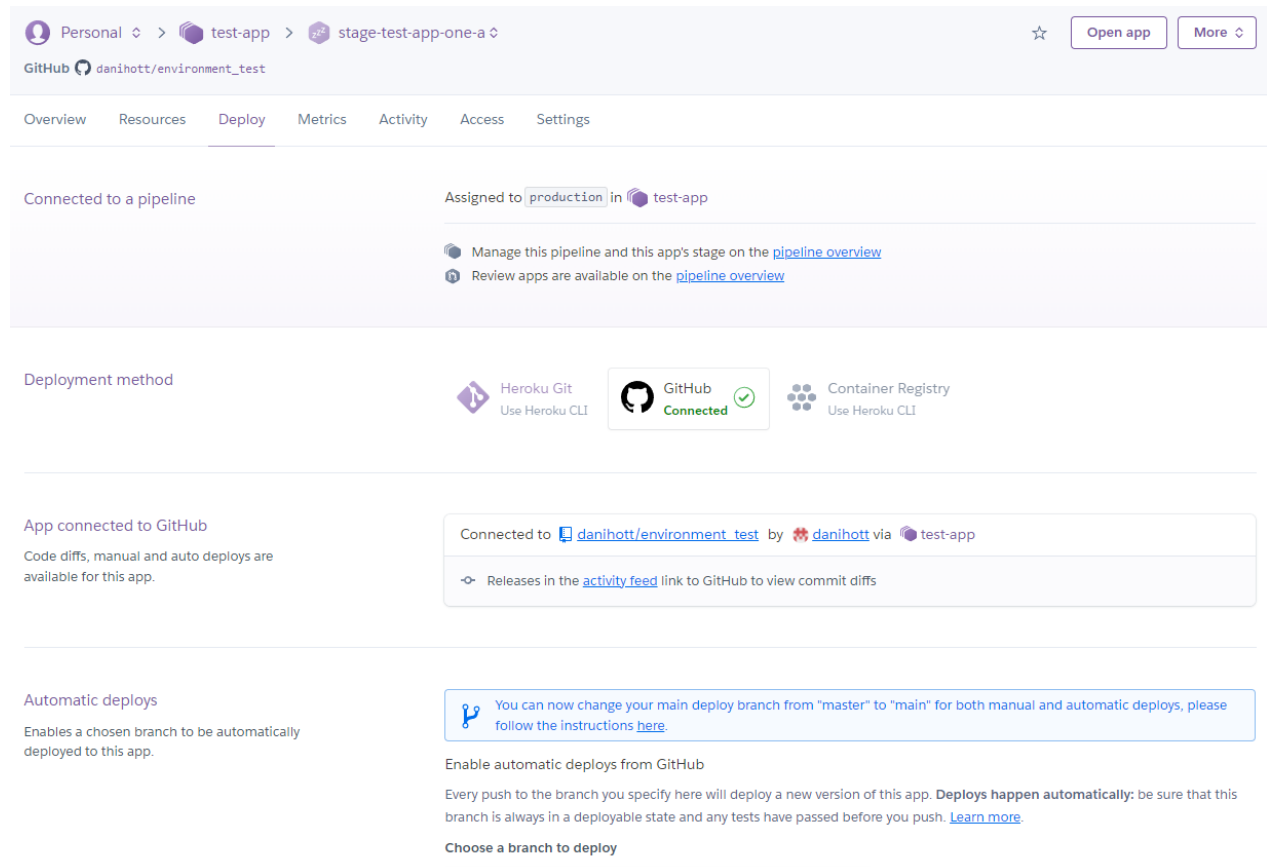 Personal > test-app > stage-test-app-one-a Open app More
GitHub danihott/environment_test
Overview Resources Deploy Metrics Activity Access Settings
Connected to a pipeline
Assigned to production in test-app
Manage this pipeline and this app's stage on the pipeline overview
Review apps are available on the pipeline overview
Deployment method
Heroku Git
Use Heroku CLI
GitHub
Connected
Container Registry
Use Heroku CLI
App connected to GitHub
Code diffs, manual and auto deploys are
available for this app.
Connected to danihott/environment_test by danihott via test-app
Releases in the activity feed link to GitHub to view commit diffs
Automatic deploys
Enables a chosen branch to be automatically
deployed to this app.
You can now change your main deploy branch from "master" to "main" for both manual and automatic deploys, please
follow the instructions here.
Enable automatic deploys from GitHub
Every push to the branch you specify here will deploy a new version of this app. Deploys happen automatically: be sure that this
branch is always in a deployable state and any tests have passed before you push. Learn more.
Choose a branch to deploy